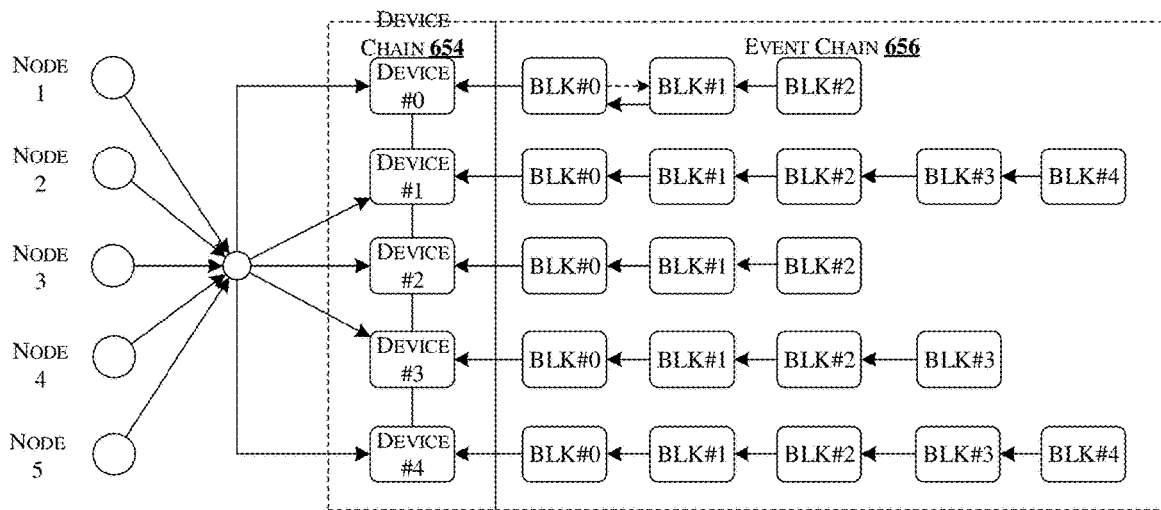 DEVICE
CHAIN 654
EVENT CHAIN 656
NODE
1
DEVICE
#0
BLK#0
BLK#1
BLK#2
NODE
2
DEVICE
#1
BLK#0
BLK#1
BLK#2
BLK#3
BLK#4
NODE
3
DEVICE
#2
BLK#0
BLK#1
BLK#2
NODE
4
DEVICE
#3
BLK#0
BLK#1
BLK#2
BLK#3
NODE
5
DEVICE
#4
BLK#0
BLK#1
BLK#2
BLK#3
BLK#4